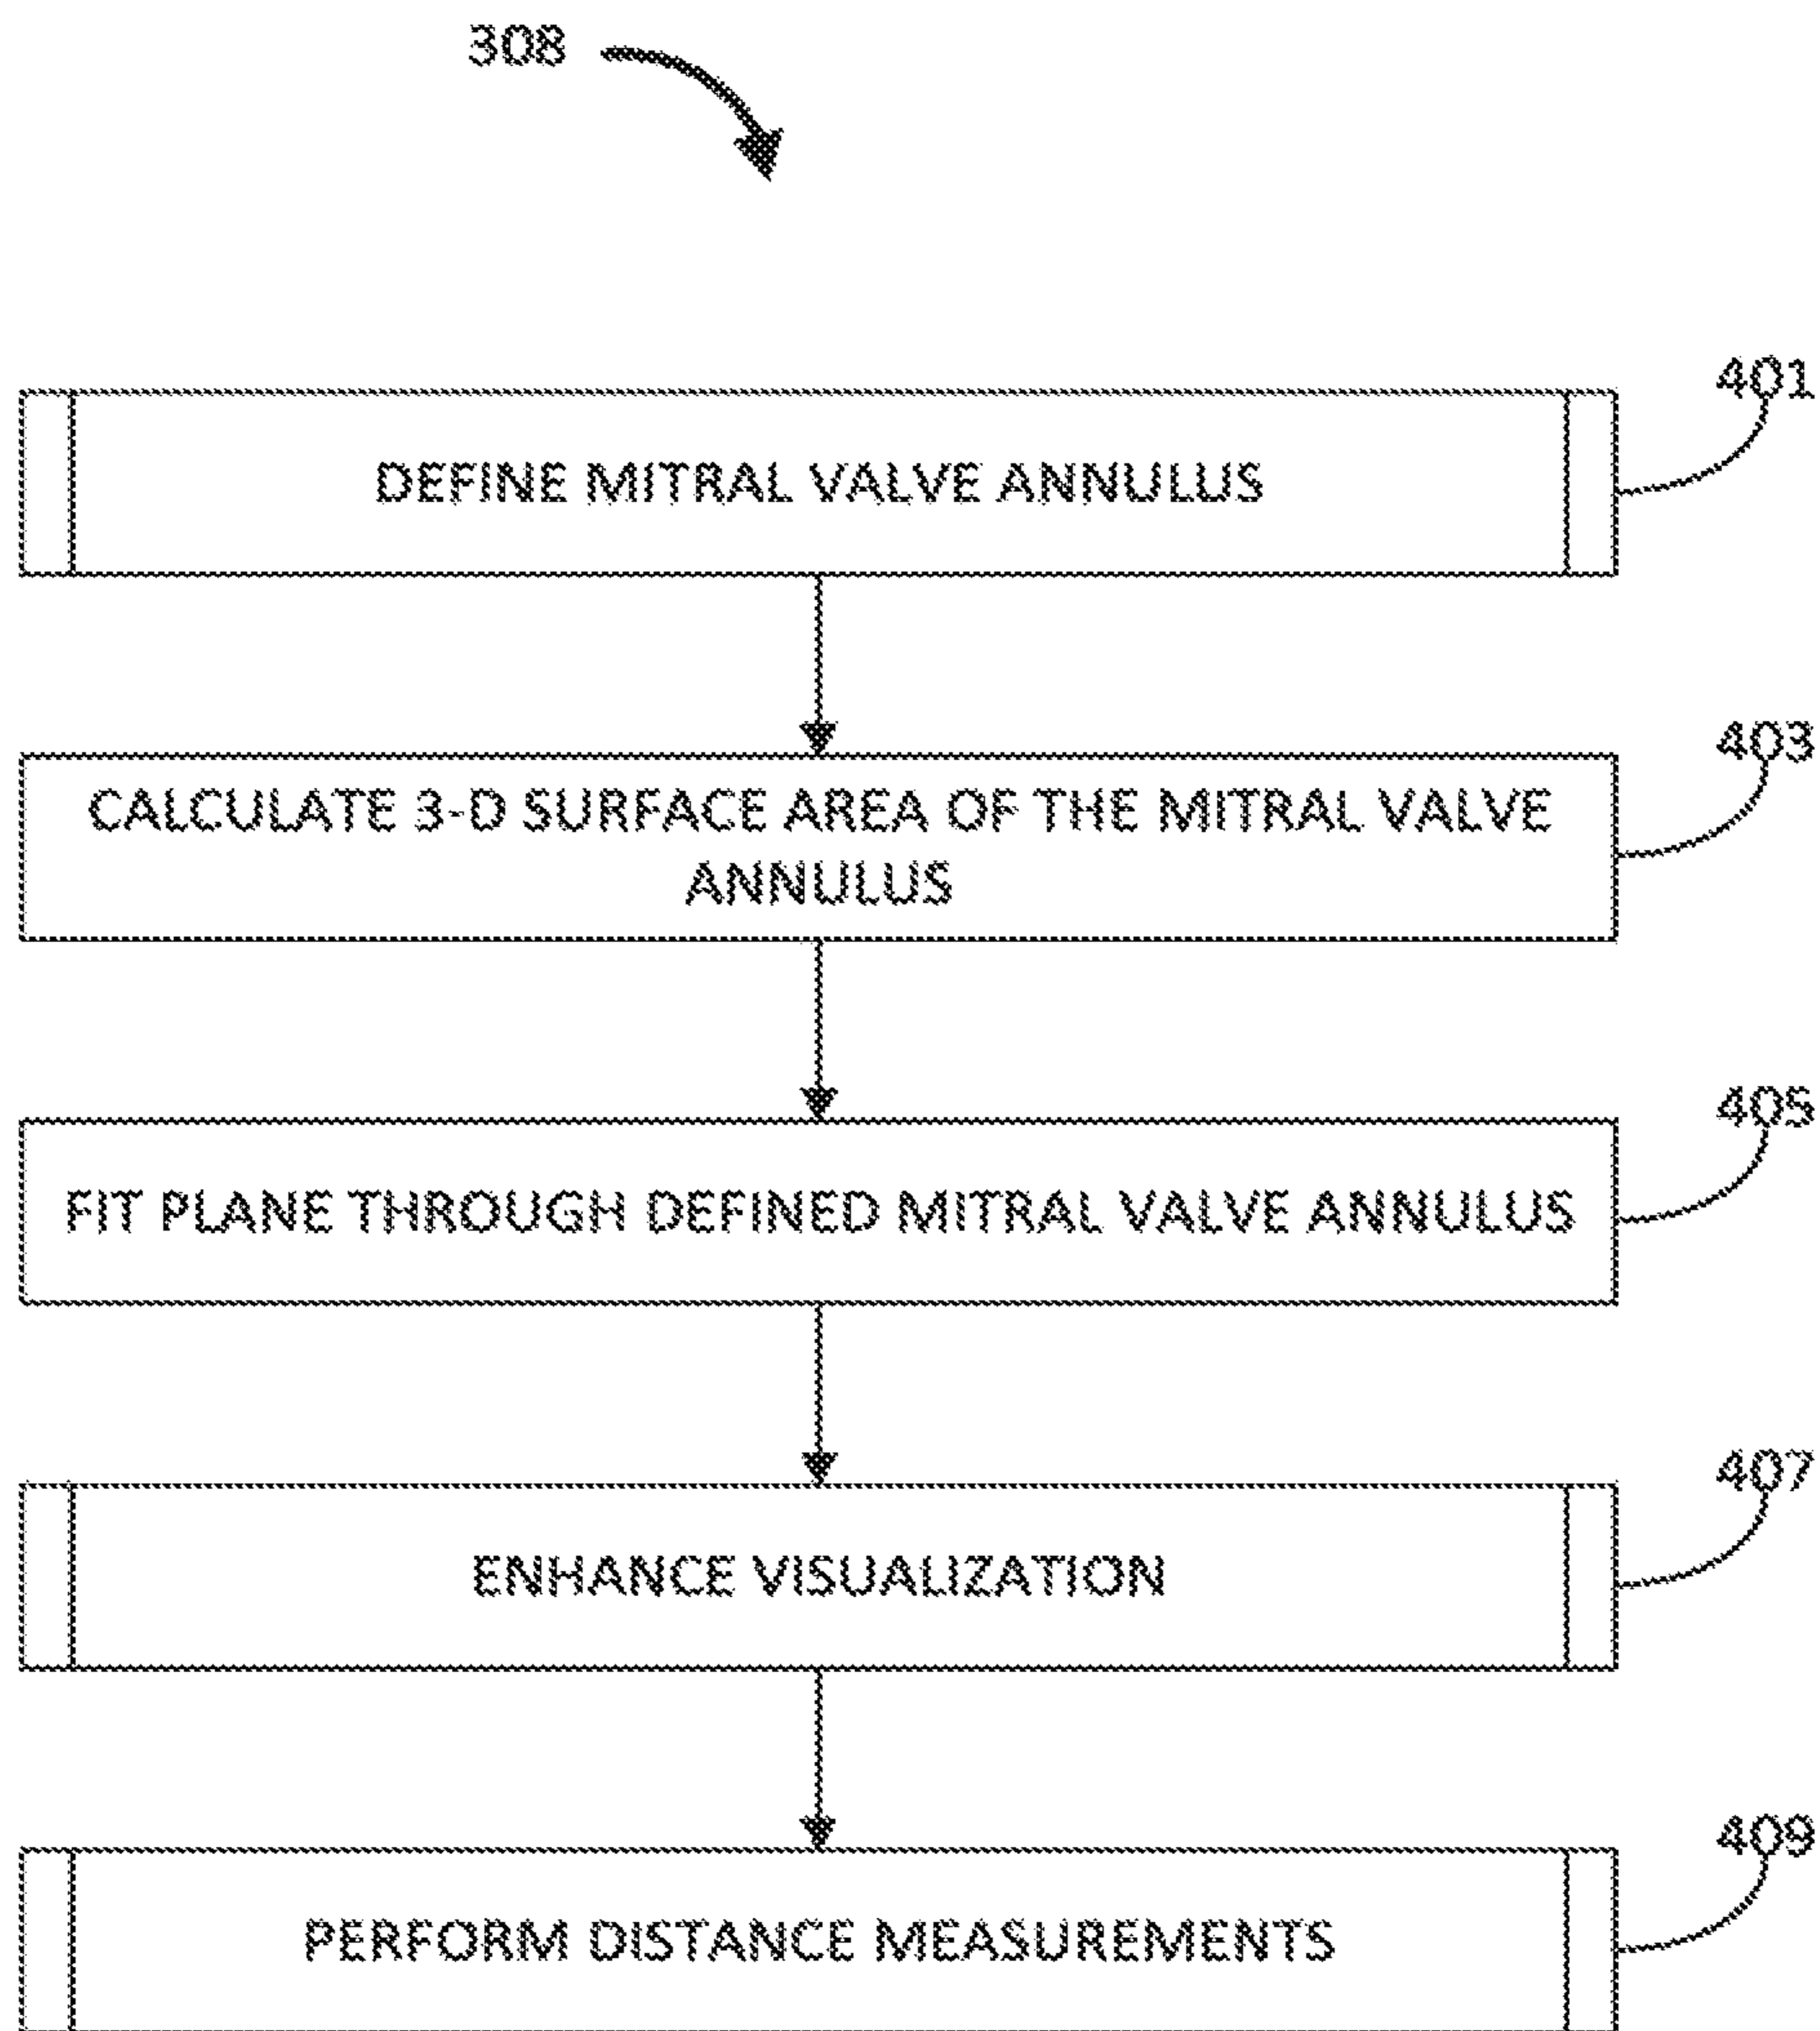 308
401
DEFINE MITRAL VALVE ANNULUS
403
CALCULATE 3-D SURFACE AREA OF THE MITRAL VALVE
ANNULUS
405
FIT PLANE THROUGH DEFINED MITRAL VALVE ANNULUS
407
ENHANCE VISUALIZATION
409
PERFORM DISTANCE MEASUREMENTS